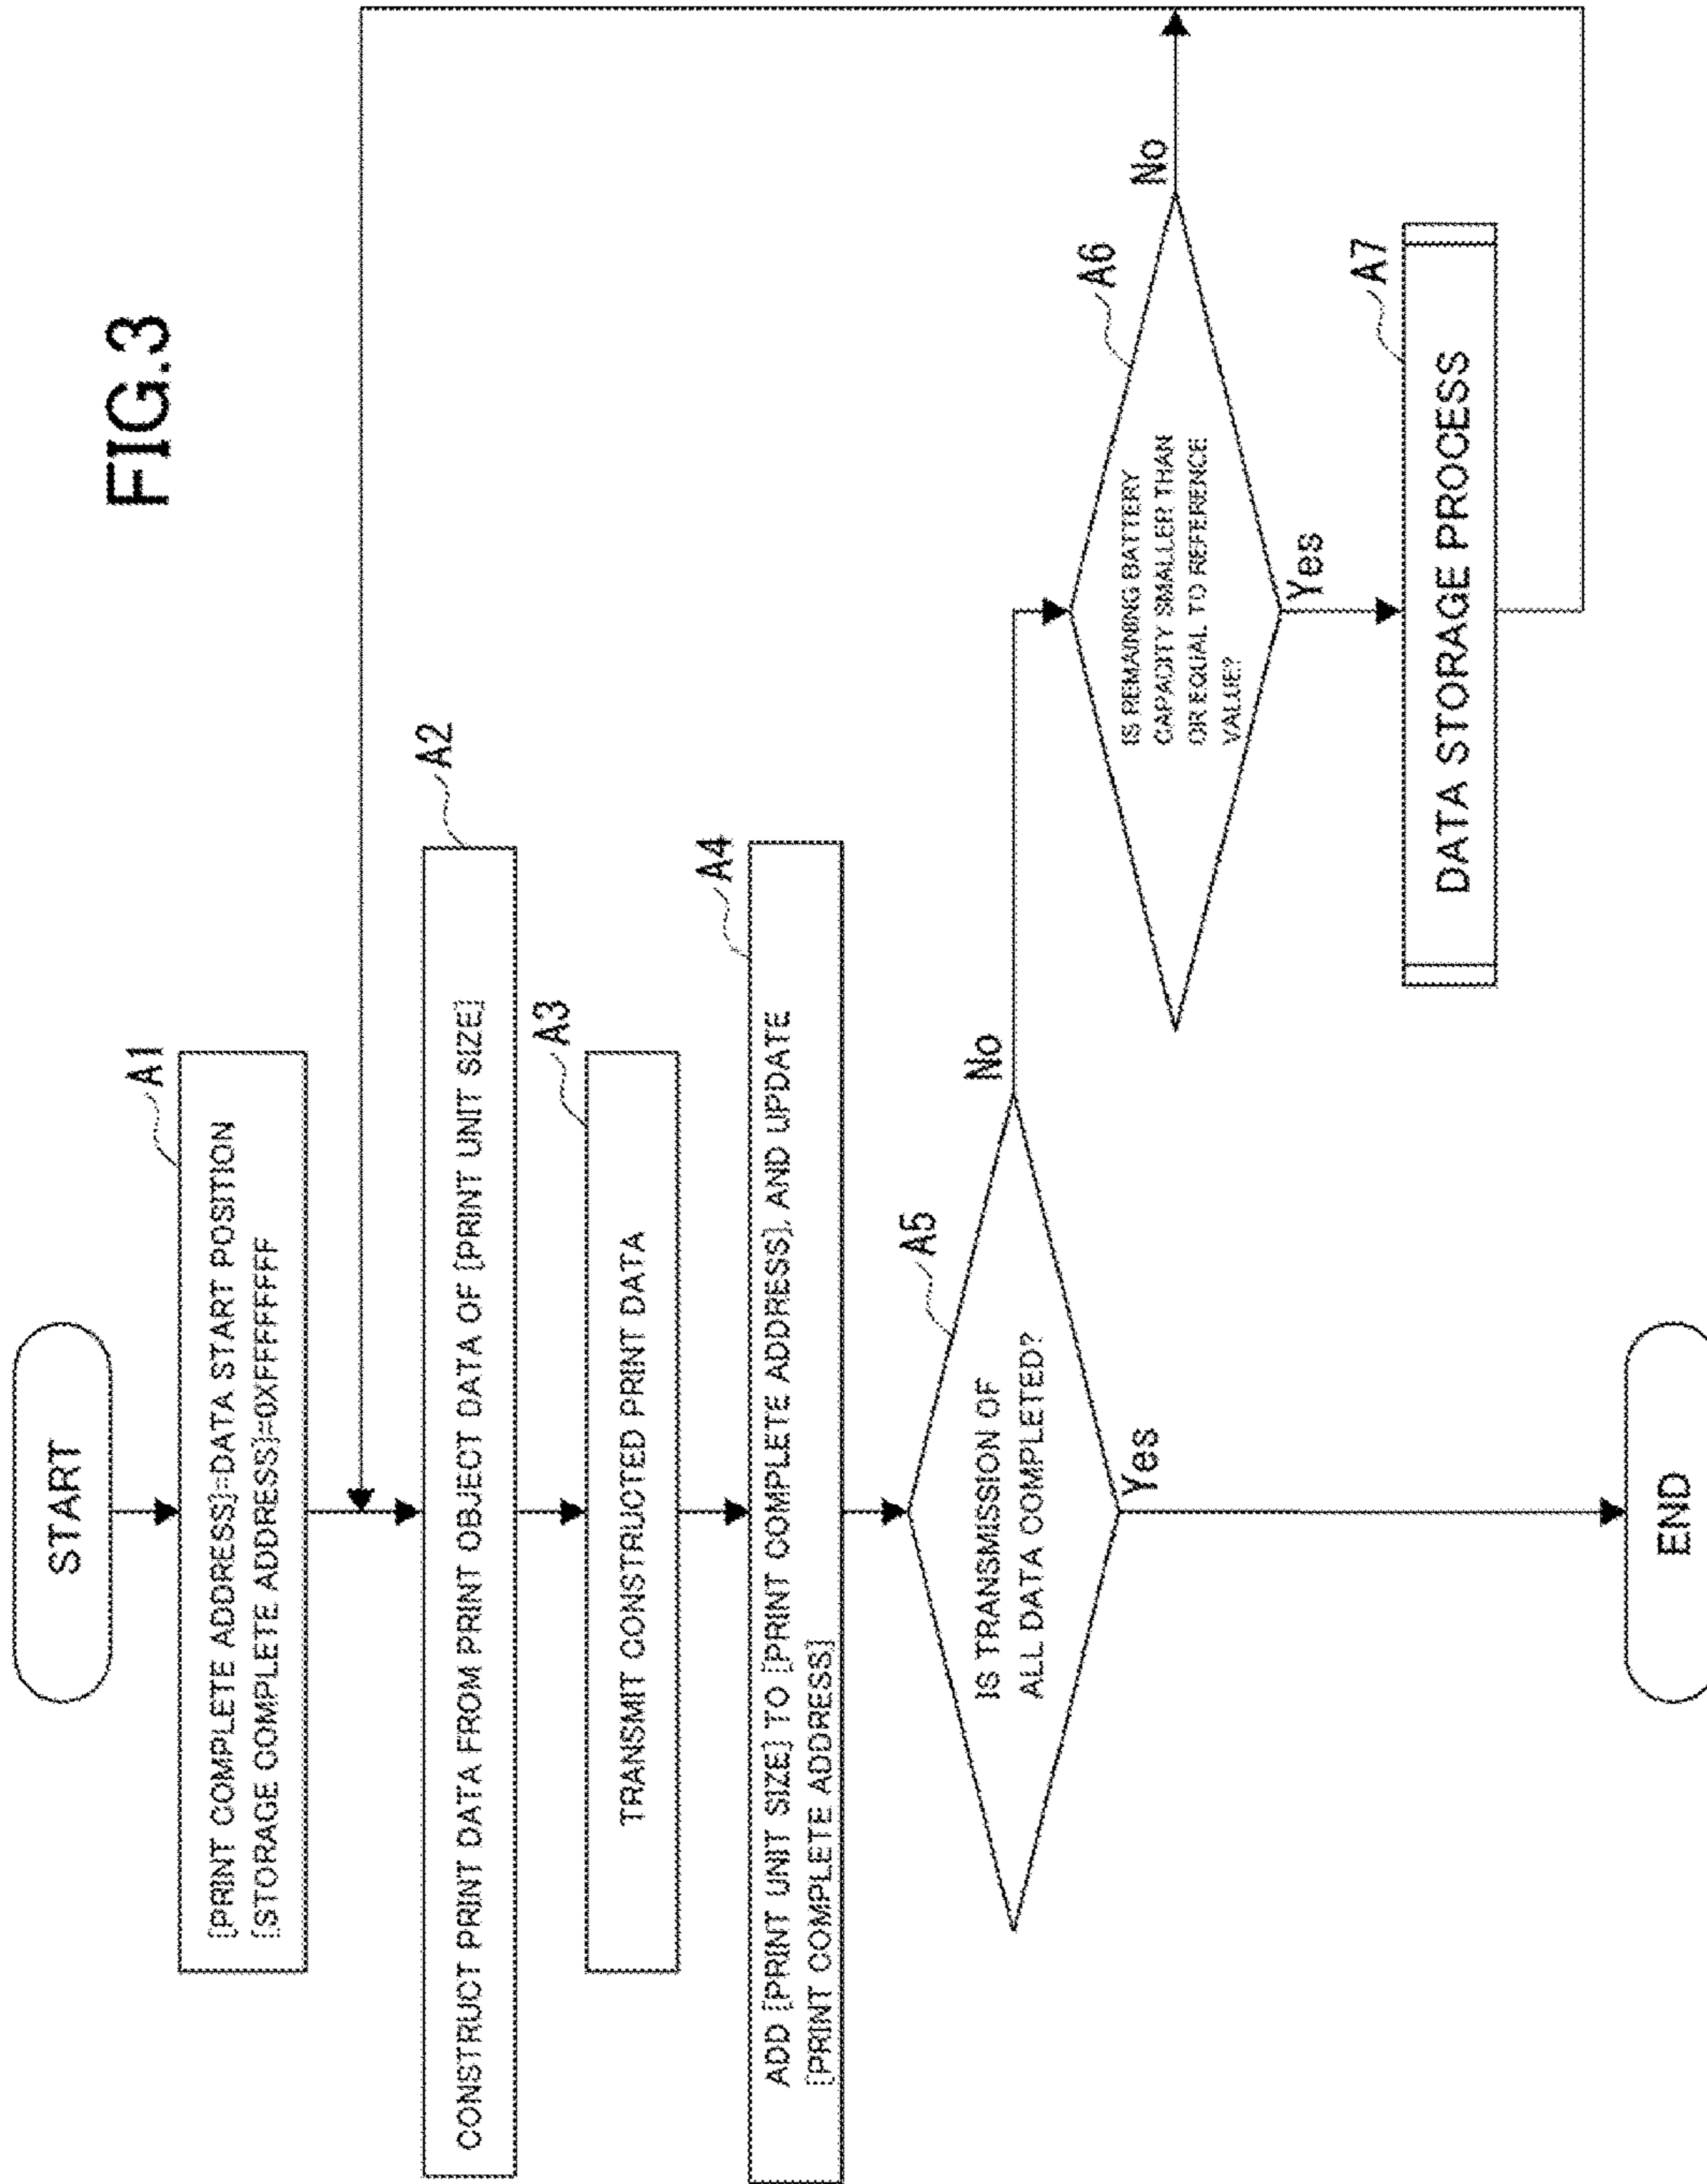 FIG.3
START
A1
[PRINT COMPLETE ADDRESS]=DATA START POSITION
[STORAGE COMPLETE ADDRESS]=0XFFFFFFFF
A2
CONSTRUCT PRINT DATA FROM PRINT OBJECT DATA OF [PRINT UNIT SIZE]
A3
TRANSMIT CONSTRUCTED PRINT DATA
A4
ADD [PRINT UNIT SIZE] TO [PRINT COMPLETE ADDRESS], AND UPDATE
[PRINT COMPLETE ADDRESS]
A5
IS TRANSMISSION OF
ALL DATA COMPLETED?
No
Yes
A6
IS REMAINING BATTERY
CAPACITY SMALLER THAN
OR EQUAL TO REFERENCE
VALUE?
No
Yes
A7
DATA STORAGE PROCESS
END